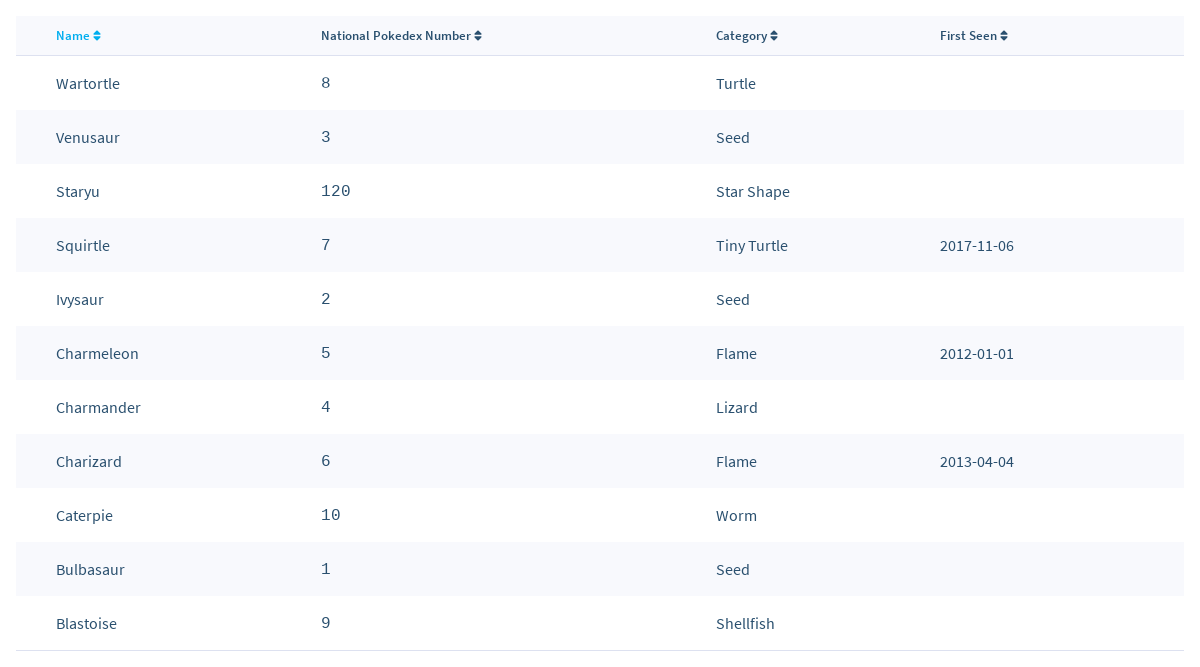 Name National Pokedex Number Category First Seen
Wartortle 8 Turtle
Venusaur 3 Seed
Staryu 120 Star Shape
Squirtle 7 Tiny Turtle 2017-11-06
Ivysaur 2 Seed
Charmeleon 5 Flame 2012-01-01
Charmander 4 Lizard
Charizard 6 Flame 2013-04-04
Caterpie 10 Worm
Bulbasaur 1 Seed
Blastoise 9 Shellfish